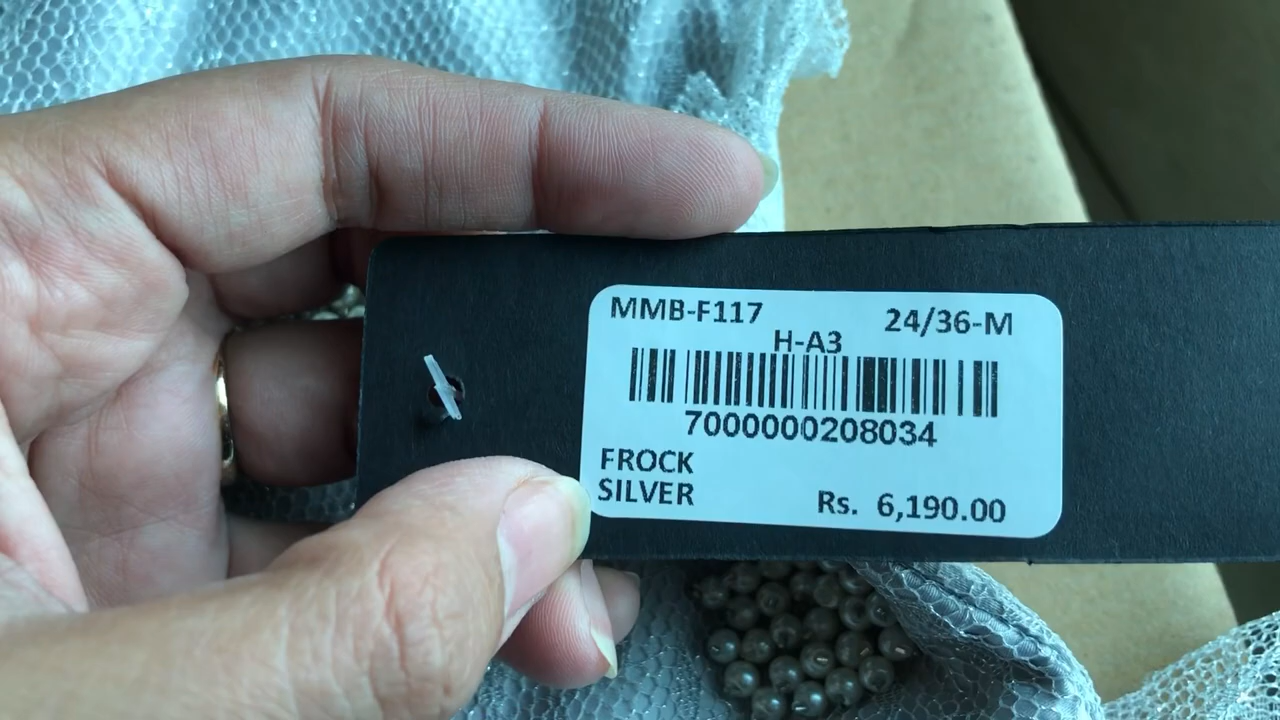 MMB-F117 24/36-M
H-A3
7000000208034
FROCK
SILVER Rs. 6,190.00